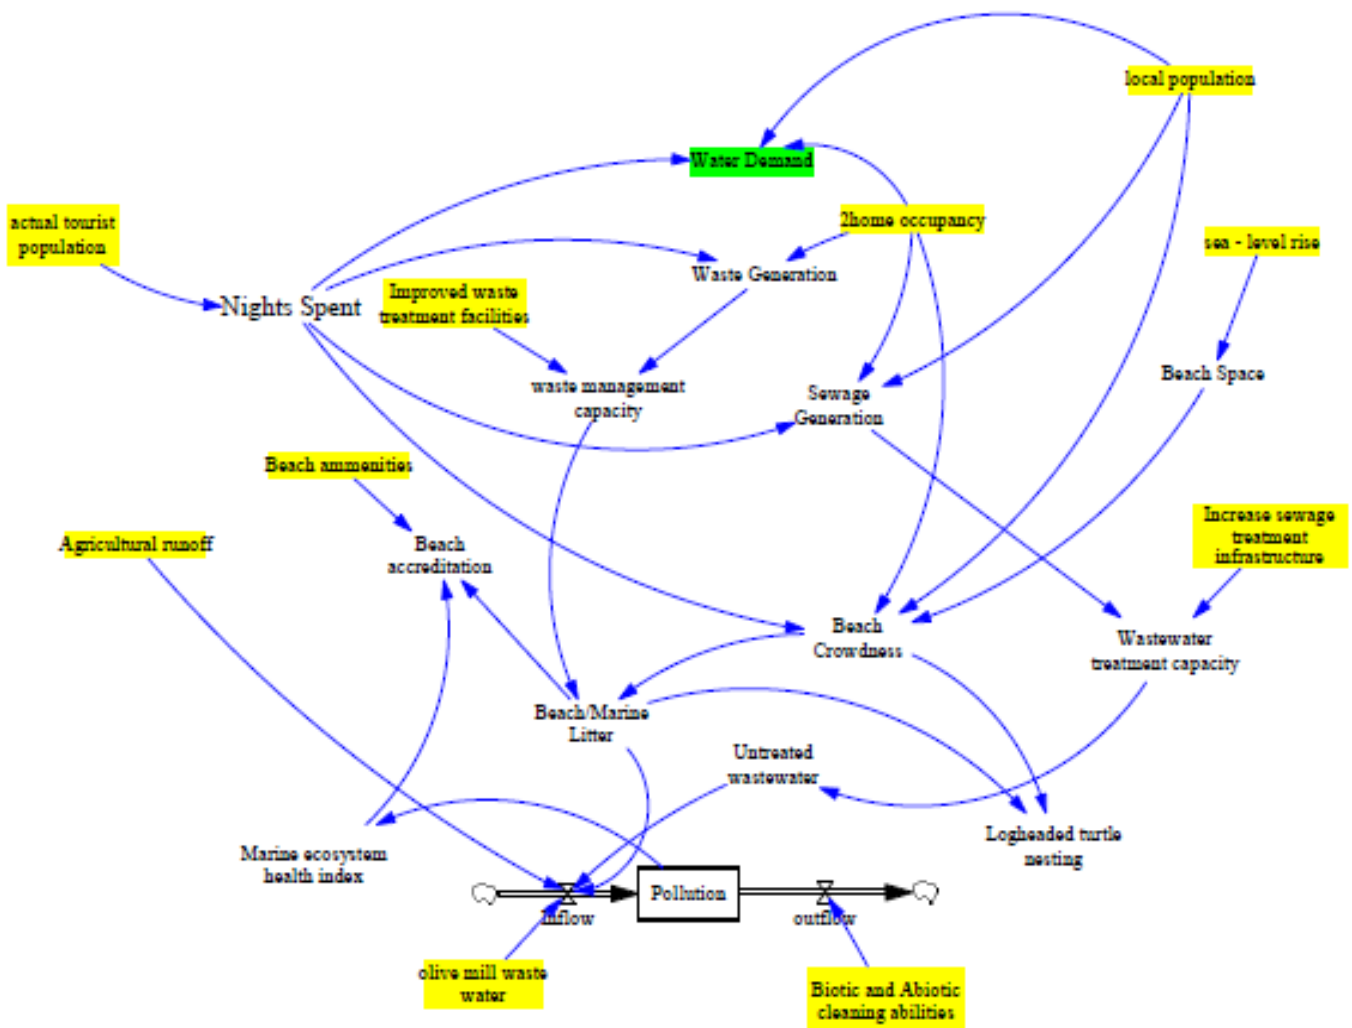 local population
Water Demand
actual tourist
population
2home occupancy
sea - level rise
Waste Generation
Nights Spent
Improved waste
treatment facilities
waste management
capacity
Sewage
Generation
Beach Space
Beach ammenities
Agricultural runoff
Beach
accreditation
Increase sewage
treatment
infrastructure
Beach
Crowdness
Wastewater
treatment capacity
Beach/Marine
Litter
Untreated
wastewater
Logheaded turtle
nesting
Marine ecosystem
health index
Pollution
inflow
outflow
olive mill waste
water
Biotic and Abiotic
cleaning abilities